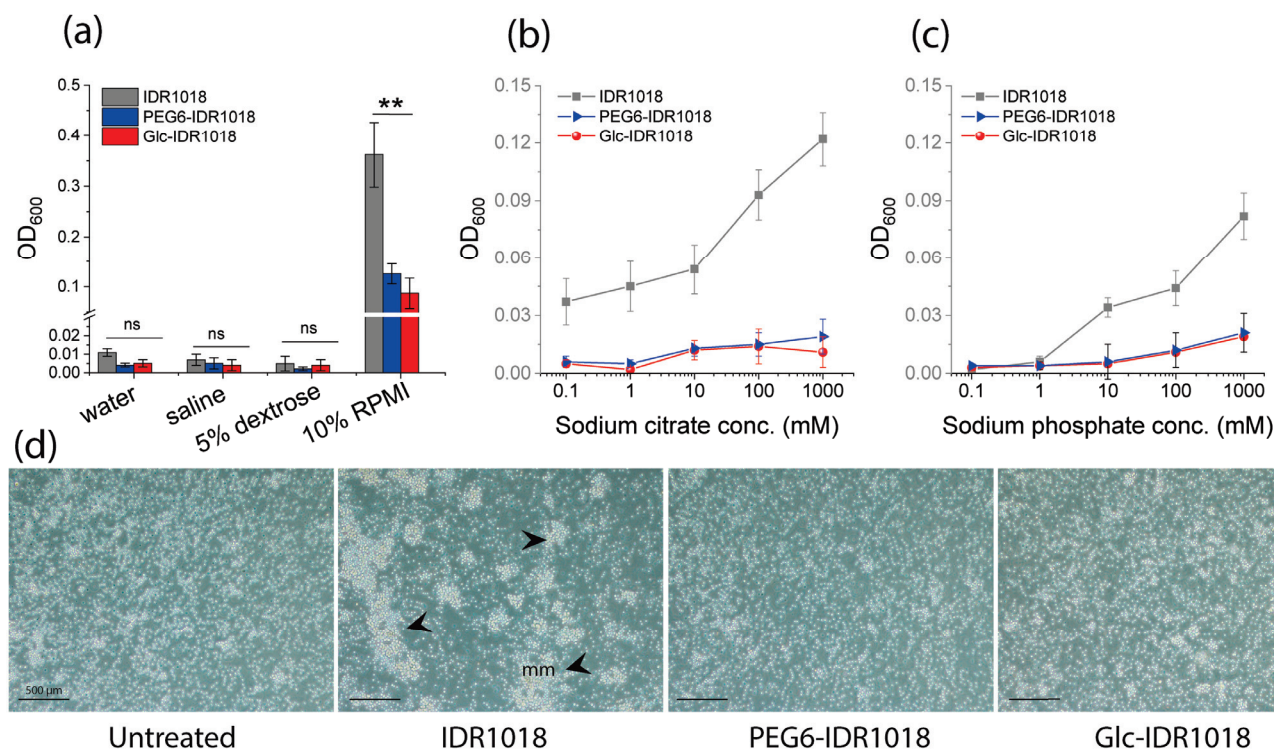 (a)
OD600
0.5
0.4
0.3
0.2
0.1
0.02
0.01
0.00
IDR1018
PEG6-IDR1018
Glc-IDR1018
ns
ns
ns
**
water
saline
5% dextrose
10% RPMI
(b)
OD600
0.15
0.12
0.09
0.06
0.03
0.00
IDR1018
PEG6-IDR1018
Glc-IDR1018
0.1 1 10 100 1000
Sodium citrate conc. (mM)
(c)
OD600
0.15
0.12
0.09
0.06
0.03
0.00
IDR1018
PEG6-IDR1018
Glc-IDR1018
0.1 1 10 100 1000
Sodium phosphate conc. (mM)
(d)
500 µm
mm
Untreated
IDR1018
PEG6-IDR1018
Glc-IDR1018